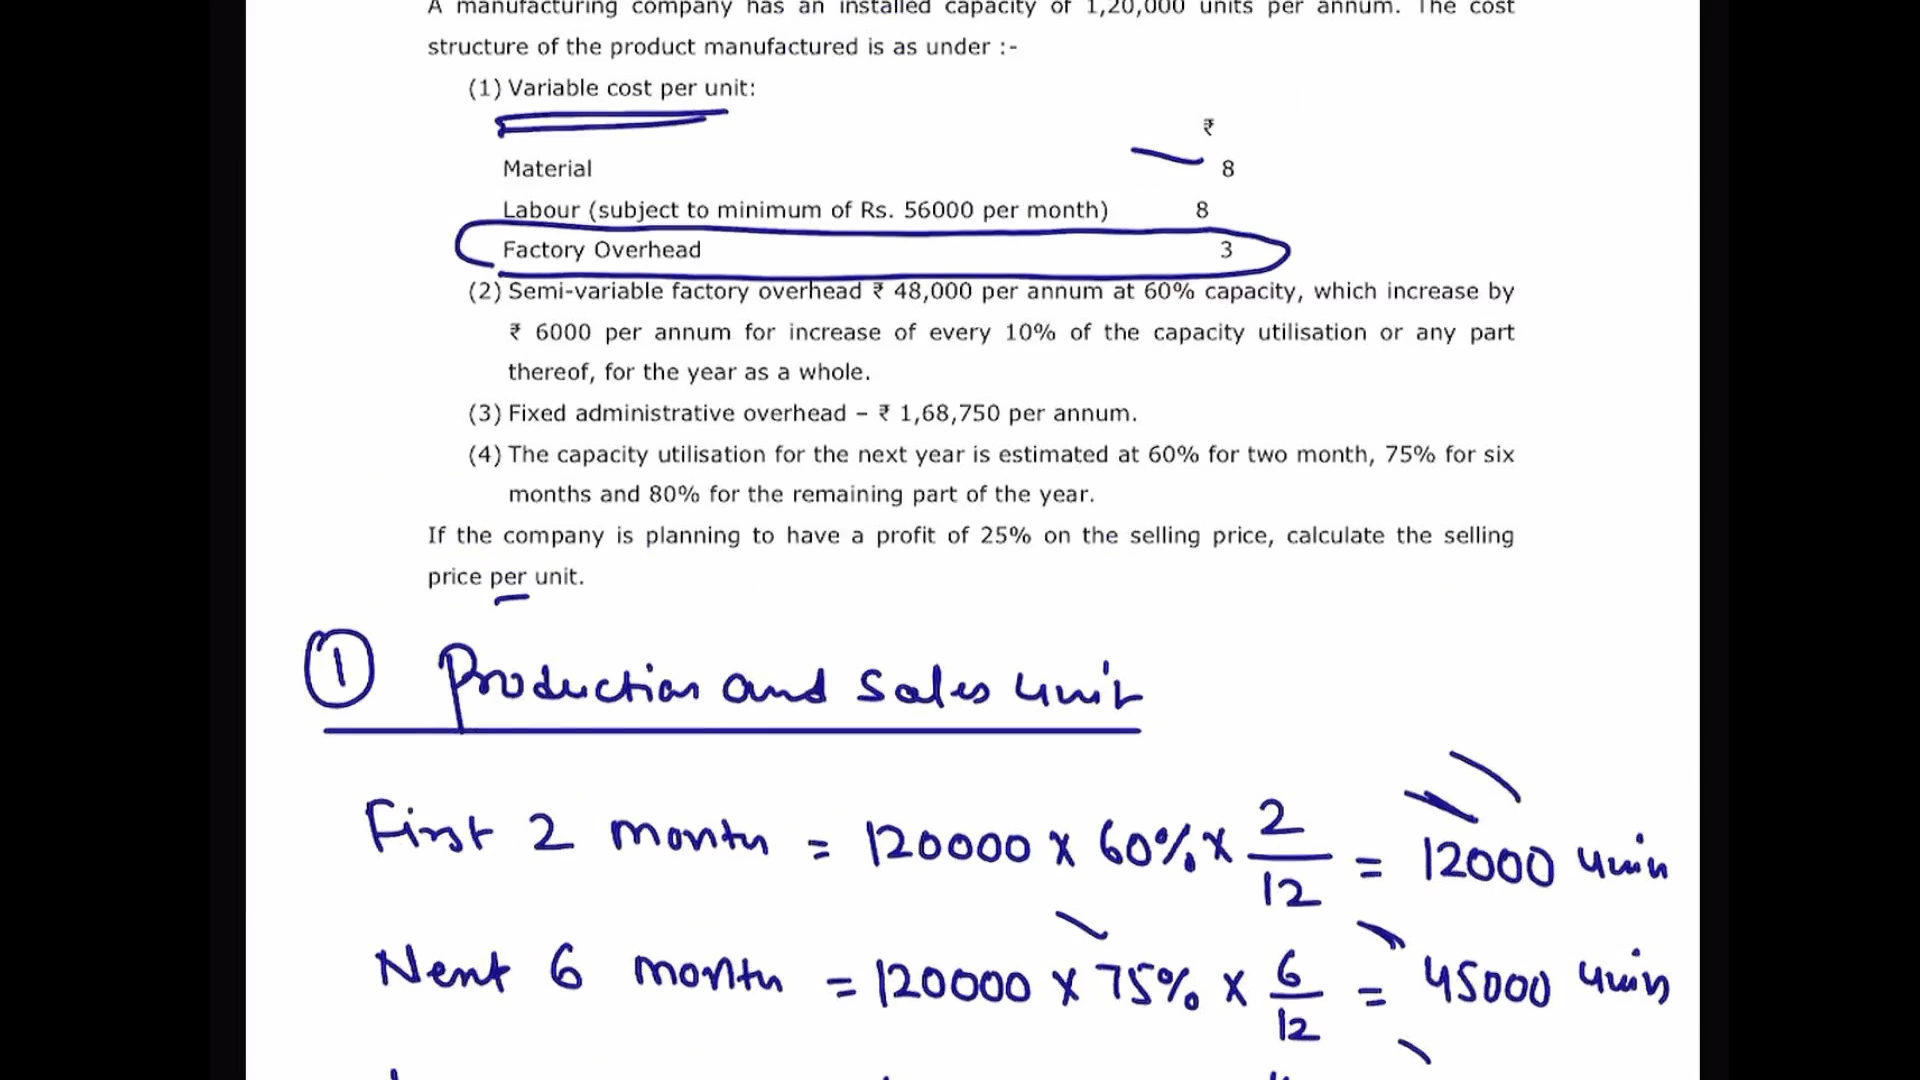 A manufacturing company has an installed capacity of 1,20,000 units per annum. The cost
structure of the product manufactured is as under :-
(1) Variable cost per unit:
₹
Material 8
Labour (subject to minimum of Rs. 56000 per month) 8
Factory Overhead 3
(2) Semi-variable factory overhead ₹ 48,000 per annum at 60% capacity, which increase by
₹ 6000 per annum for increase of every 10% of the capacity utilisation or any part
thereof, for the year as a whole.
(3) Fixed administrative overhead – ₹ 1,68,750 per annum.
(4) The capacity utilisation for the next year is estimated at 60% for two month, 75% for six
months and 80% for the remaining part of the year.
If the company is planning to have a profit of 25% on the selling price, calculate the selling
price per unit.
① Production and Sales unit
First 2 month = 120000 x 60% x 2/12 = 12000 unit
Next 6 month = 120000 x 75% x 6/12 = 45000 unit